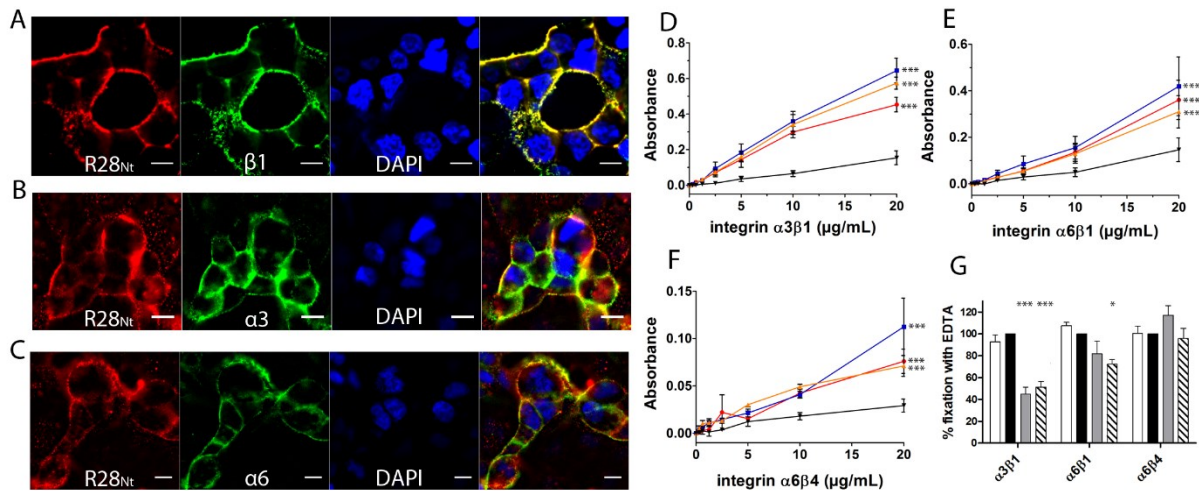 A
R28Nt β1 DAPI
B
R28Nt α3 DAPI
C
R28Nt α6 DAPI
D
Absorbance
0.8
0.6
0.4
0.2
0.0
***
***
***
0 5 10 15 20
integrin α3β1 (µg/mL)
E
Absorbance
0.6
0.4
0.2
0.0
***
***
***
0 5 10 15 20
integrin α6β1 (µg/mL)
F
Absorbance
0.15
0.10
0.05
0.00
***
***
***
0 5 10 15 20
integrin α6β4 (µg/mL)
G
% fixation with EDTA
120
100
80
60
40
20
0
*** *** *
α3β1 α6β1 α6β4